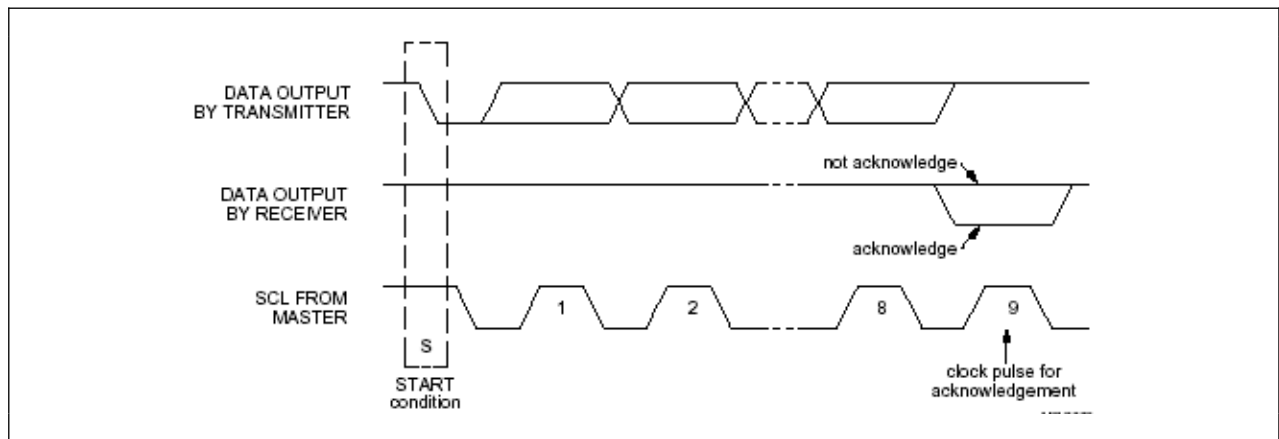 DATA OUTPUT
BY TRANSMITTER
not acknowledge
DATA OUTPUT
BY RECEIVER
acknowledge
SCL FROM
MASTER
1
2
8
9
S
START
condition
clock pulse for
acknowledgement